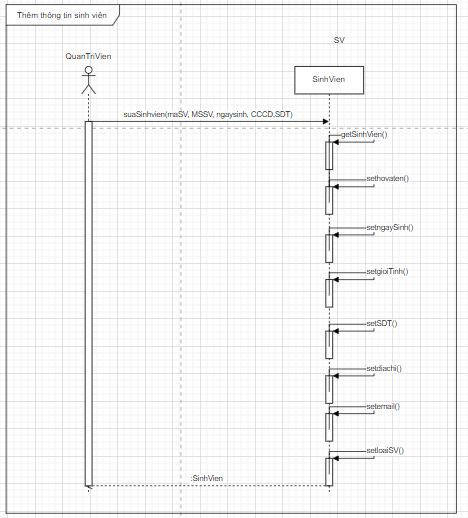 Thêm thông tin sinh viên
SV
QuanTriVien
SinhVien
suaSinhvien(maSV, MSSV, ngaysinh, CCCD,SDT)
getSinhVien()
sethovaten()
setngaySinh()
setgioiTinh()
setSDT()
setdiachi()
setemail()
setloaiSV()
:SinhVien